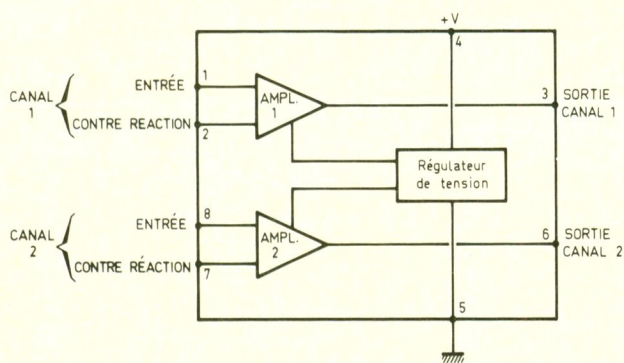 +V
4
CANAL
1
ENTRÉE
1
CONTRE REACTION
2
AMPL.
1
3
SORTIE
CANAL 1
Régulateur
de tension
CANAL
2
ENTRÉE
8
CONTRE RÉACTION
7
AMPL.
2
6
SORTIE
CANAL 2
5